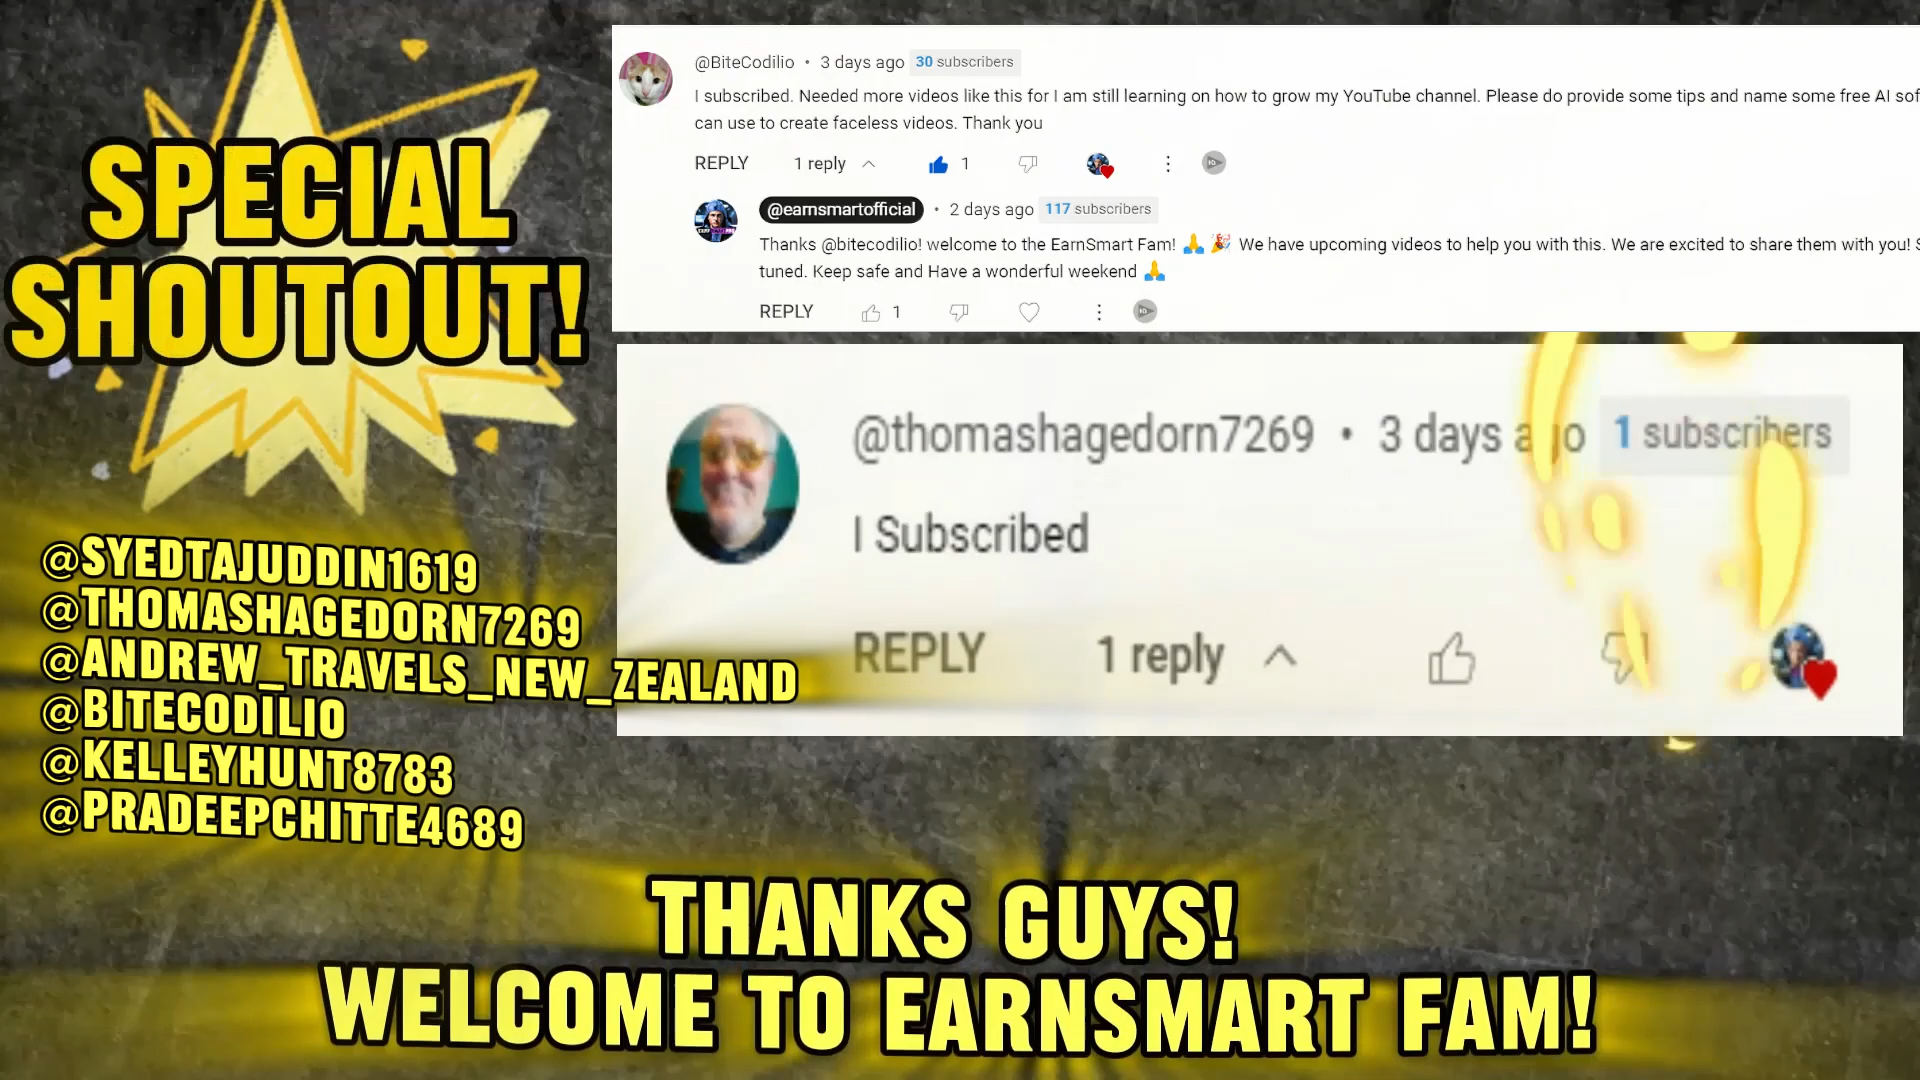 SPECIAL
SHOUTOUT!
@BiteCodilio • 3 days ago 30 subscribers
I subscribed. Needed more videos like this for I am still learning on how to grow my YouTube channel. Please do provide some tips and name some free AI
can use to create faceless videos. Thank you
REPLY 1 reply 1
@earnsmartofficial • 2 days ago 117 subscribers
Thanks @bitecodilio! welcome to the EarnSmart Fam! 🙏 🎉 We have upcoming videos to help you with this. We are excited to share them with you!
tuned. Keep safe and Have a wonderful weekend 🙏
REPLY 1
@thomashagedorn7269 • 3 days ago 1 subscribers
I Subscribed
REPLY 1 reply
@SYEDTAJUDDIN1619
@THOMASHAGEDORN7269
@ANDREW_TRAVELS_NEW_ZEALAND
@BITECODILIO
@KELLEYHUNT8783
@PRADEEPCHITTE4689
THANKS GUYS!
WELCOME TO EARNSMART FAM!